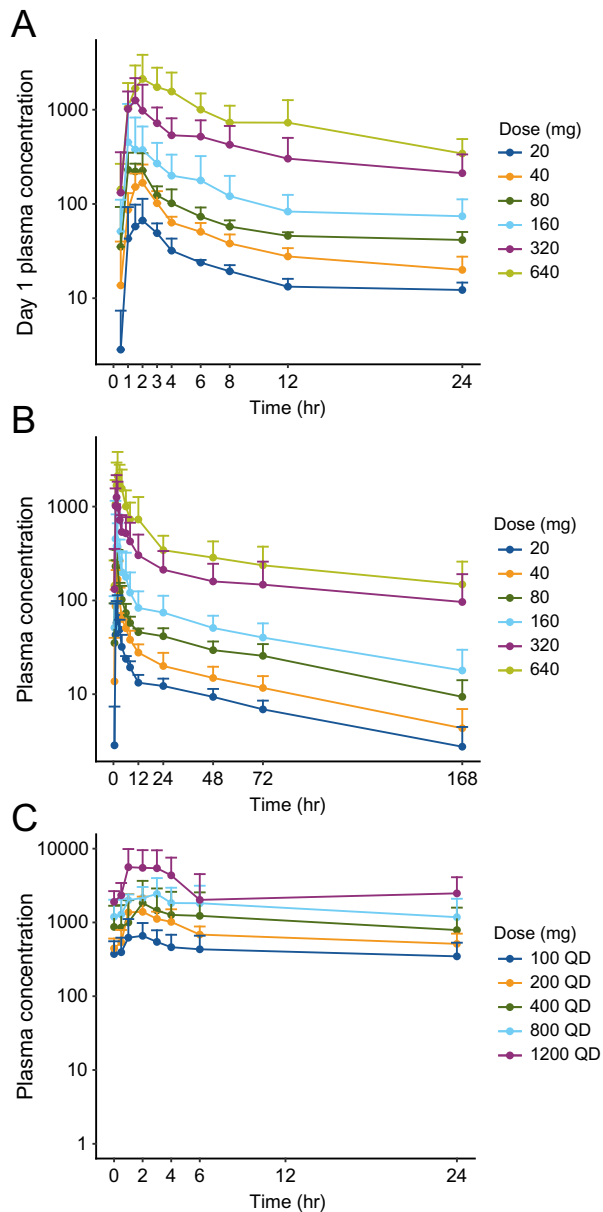 A
Day 1 plasma concentration
1000
100
10
0 1 2 3 4 6 8 12 24
Time (hr)
Dose (mg)
20
40
80
160
320
640
B
Plasma concentration
1000
100
10
0 12 24 48 72 168
Time (hr)
Dose (mg)
20
40
80
160
320
640
C
Plasma concentration
10000
1000
100
10
1
0 2 4 6 12 24
Time (hr)
Dose (mg)
100 QD
200 QD
400 QD
800 QD
1200 QD